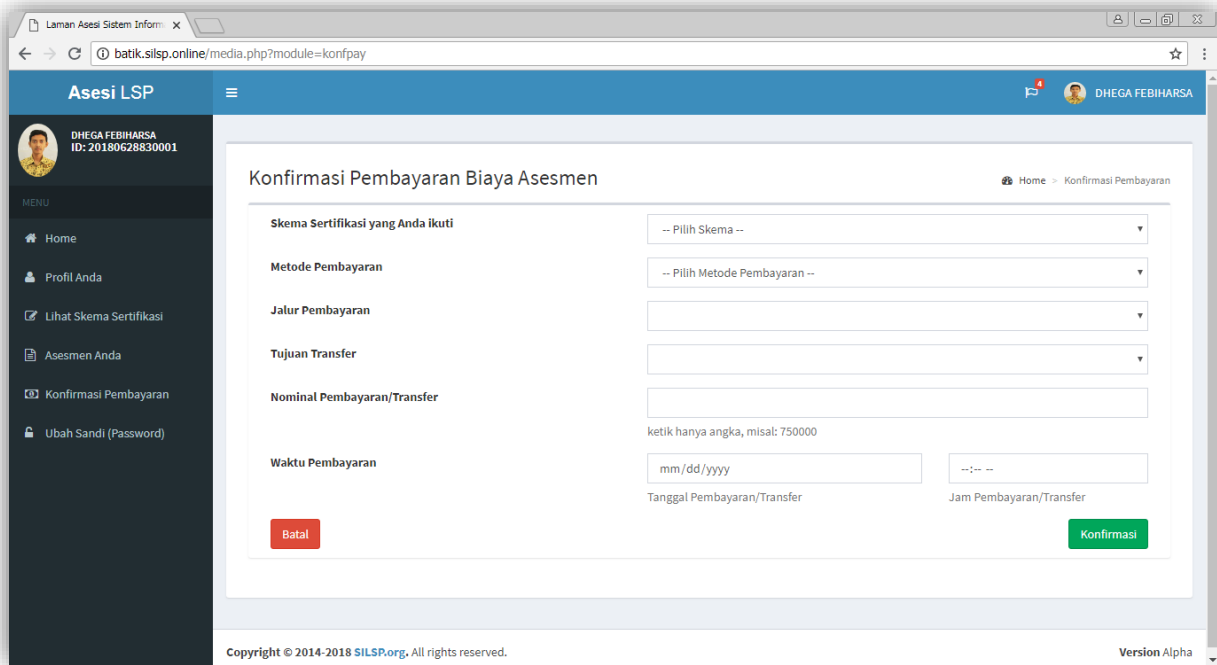 Laman Asesi Sistem Inform
batik.silsp.online/media.php?module=konfpay
Asesi LSP
4
DHEGA FEBIHARSA
DHEGA FEBIHARSA
ID: 20180628830001
MENU
Home
Profil Anda
Lihat Skema Sertifikasi
Asesmen Anda
Konfirmasi Pembayaran
Ubah Sandi (Password)
Konfirmasi Pembayaran Biaya Asesmen
Home > Konfirmasi Pembayaran
Skema Sertifikasi yang Anda ikuti
-- Pilih Skema --
Metode Pembayaran
-- Pilih Metode Pembayaran --
Jalur Pembayaran
Tujuan Transfer
Nominal Pembayaran/Transfer
ketik hanya angka, misal: 750000
Waktu Pembayaran
mm/dd/yyyy
--:-- --
Tanggal Pembayaran/Transfer
Jam Pembayaran/Transfer
Batal
Konfirmasi
Copyright © 2014-2018 SILSP.org. All rights reserved.
Version Alpha